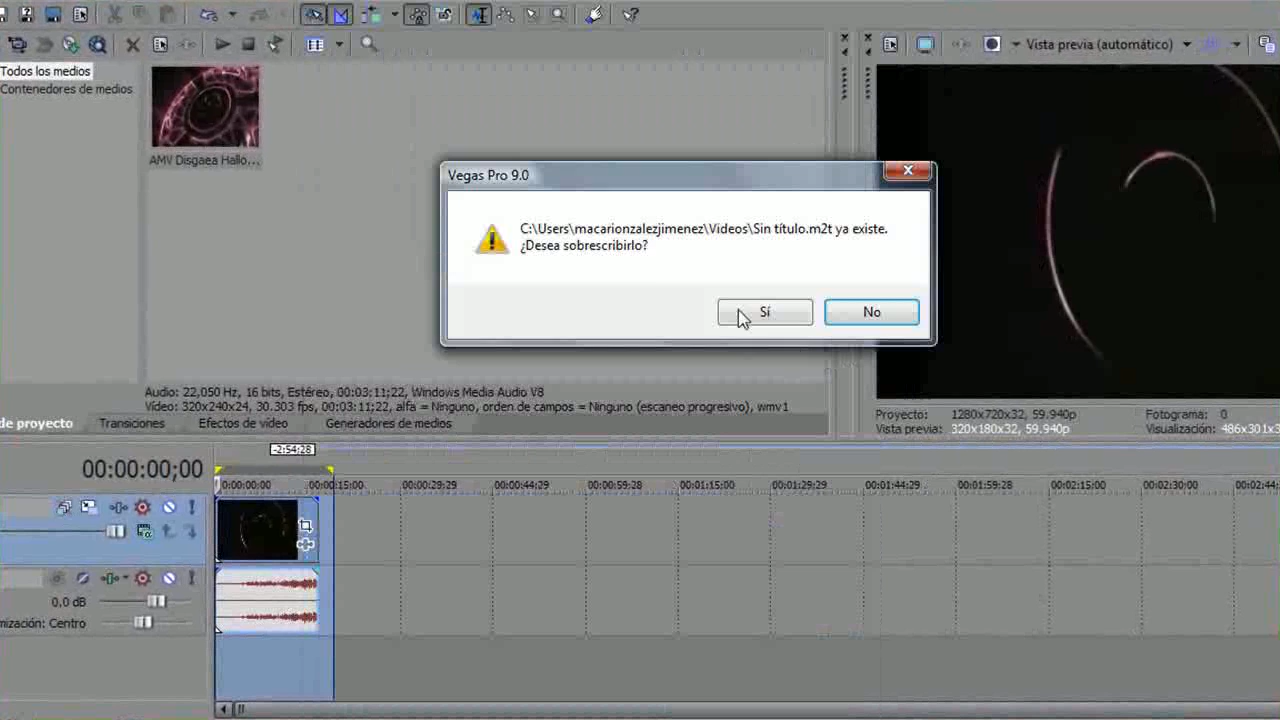 Vista previa (automático)
Todos los medios
Contenedores de medios
AMV Disgaea Hallo...
Vegas Pro 9.0
C:\Users\macarionzalezjimenez\Videos\Sin título.m2t ya existe.
¿Desea sobrescribirlo?
Sí
No
Audio: 22,050 Hz, 16 bits, Estéreo, 00:03:11;22, Windows Media Audio V8
Vídeo: 320x240x24, 30.303 fps, 00:03:11;22, alfa = Ninguno, orden de campos = Ninguno (escaneo progresivo), wmv1
de proyecto
Transiciones
Efectos de vídeo
Generadores de medios
Proyecto: 1280x720x32, 59.940p
Fotograma: 0
Vista previa: 320x180x32, 59.940p
Visualización: 486x301x3
-2:54:28
00:00:00;00
0:00:00;00
00:00:15;00
00:00:29;29
00:00:44;29
00:00:59;28
00:01:15;00
00:01:29;29
00:01:44;29
00:01:59;28
00:02:15;00
00:02:30;00
00:02:44;
0,0 dB
mización: Centro